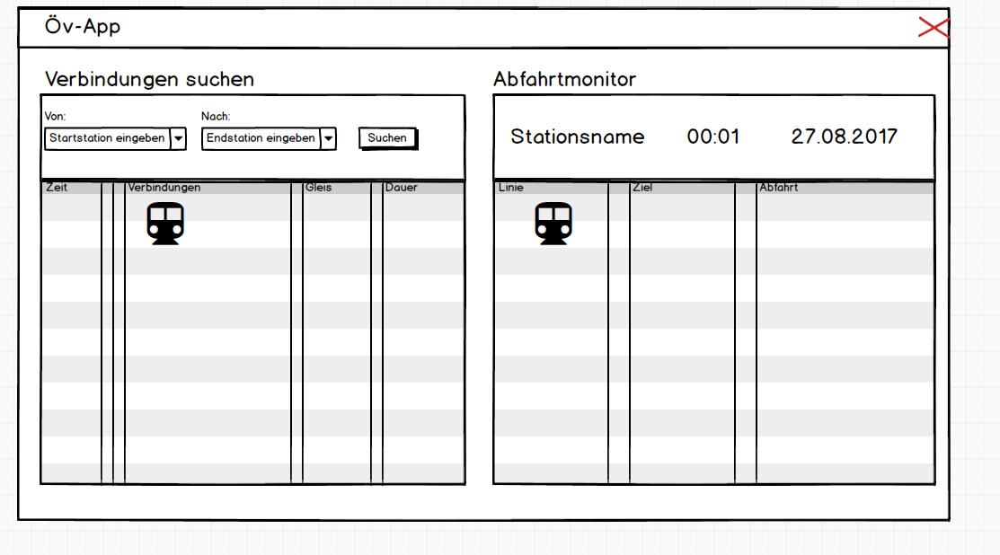 Öv-App
Verbindungen suchen
Von:
Nach:
Startstation eingeben
Endstation eingeben
Suchen
Zeit
Verbindungen
Gleis
Dauer
Abfahrtmonitor
Stationsname 00:01 27.08.2017
Linie
Ziel
Abfahrt